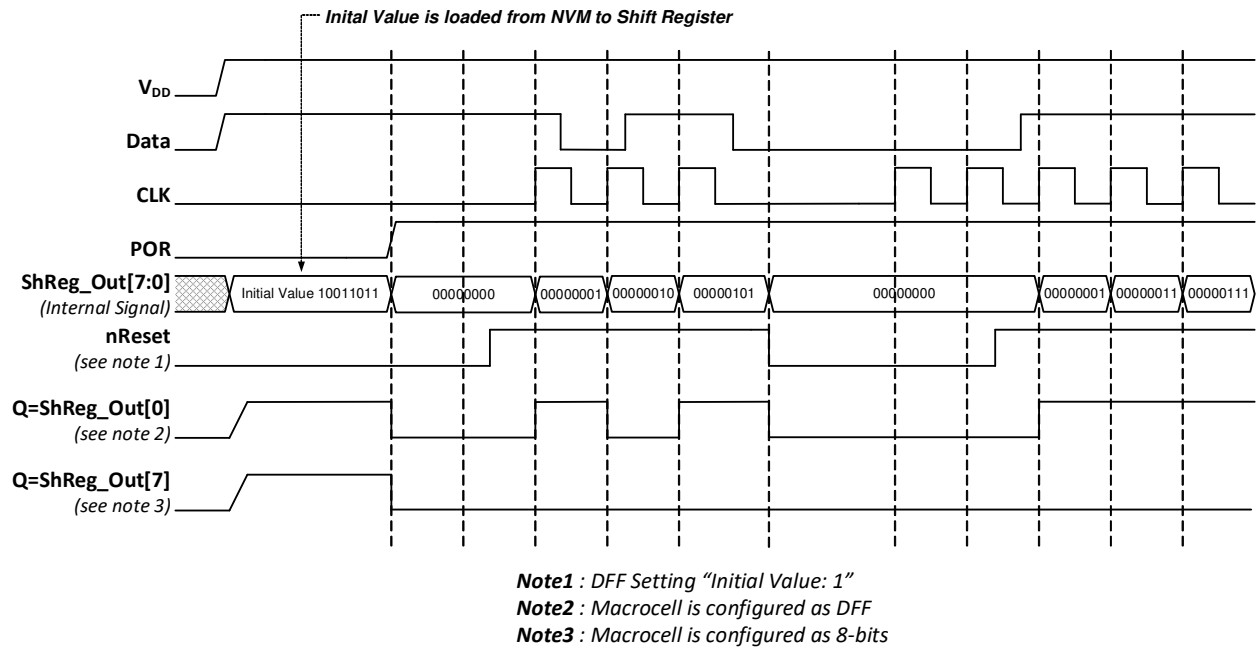 Inital Value is loaded from NVM to Shift Register
VDD
Data
CLK
POR
ShReg_Out[7:0]
(Internal Signal)
Initial Value 10011011
00000000
00000001
00000010
00000101
00000000
00000001
00000011
00000111
nReset
(see note 1)
Q=ShReg_Out[0]
(see note 2)
Q=ShReg_Out[7]
(see note 3)
Note1 : DFF Setting “Initial Value: 1”
Note2 : Macrocell is configured as DFF
Note3 : Macrocell is configured as 8-bits